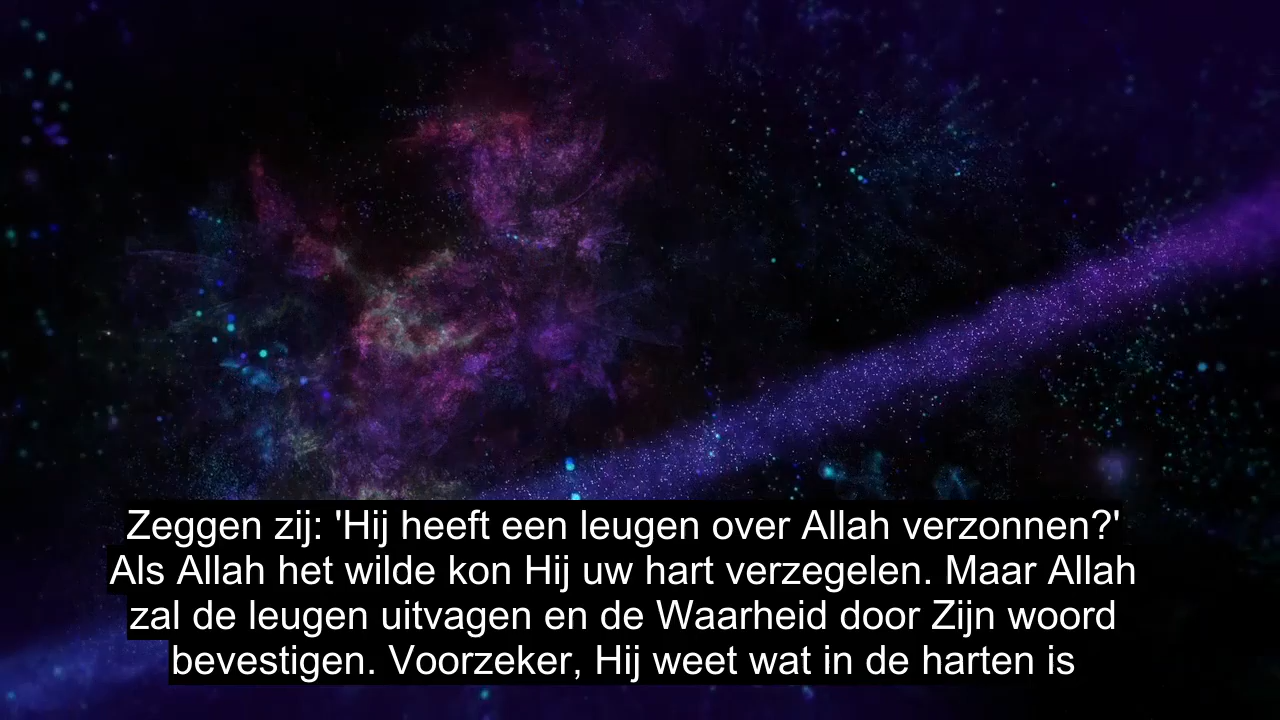 Zeggen zij: 'Hij heeft een leugen over Allah verzonnen?'
Als Allah het wilde kon Hij uw hart verzegelen. Maar Allah
zal de leugen uitvagen en de Waarheid door Zijn woord
bevestigen. Voorzeker, Hij weet wat in de harten is